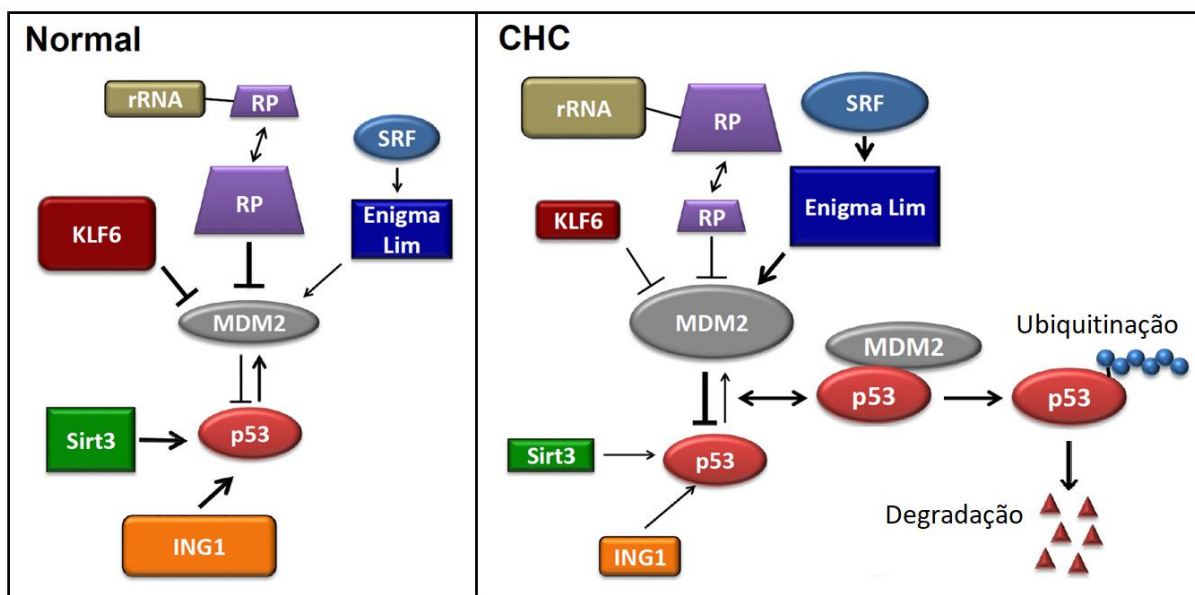 Normal
rRNA
RP
SRF
RP
KLF6
Enigma
Lim
MDM2
Sirt3
p53
ING1
CHC
rRNA
RP
SRF
KLF6
RP
Enigma Lim
MDM2
MDM2
p53
Ubiquitinação
p53
Sirt3
p53
ING1
Degradação